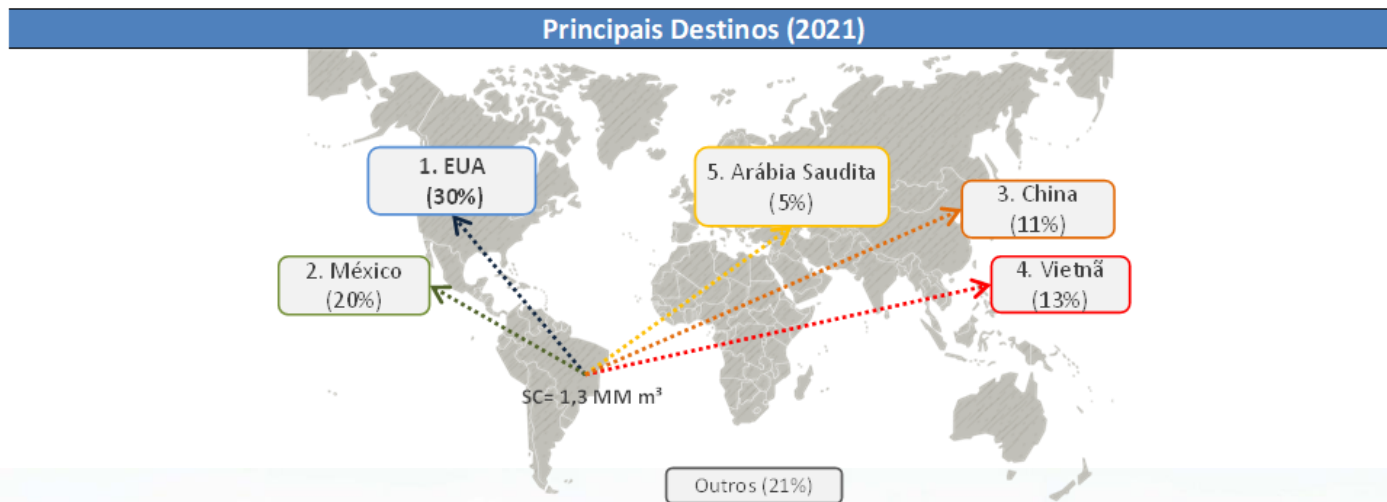 Principais Destinos (2021)
1. EUA
(30%)
5. Arábia Saudita
(5%)
3. China
(11%)
2. México
(20%)
4. Vietnã
(13%)
SC= 1,3 MM m³
Outros (21%)